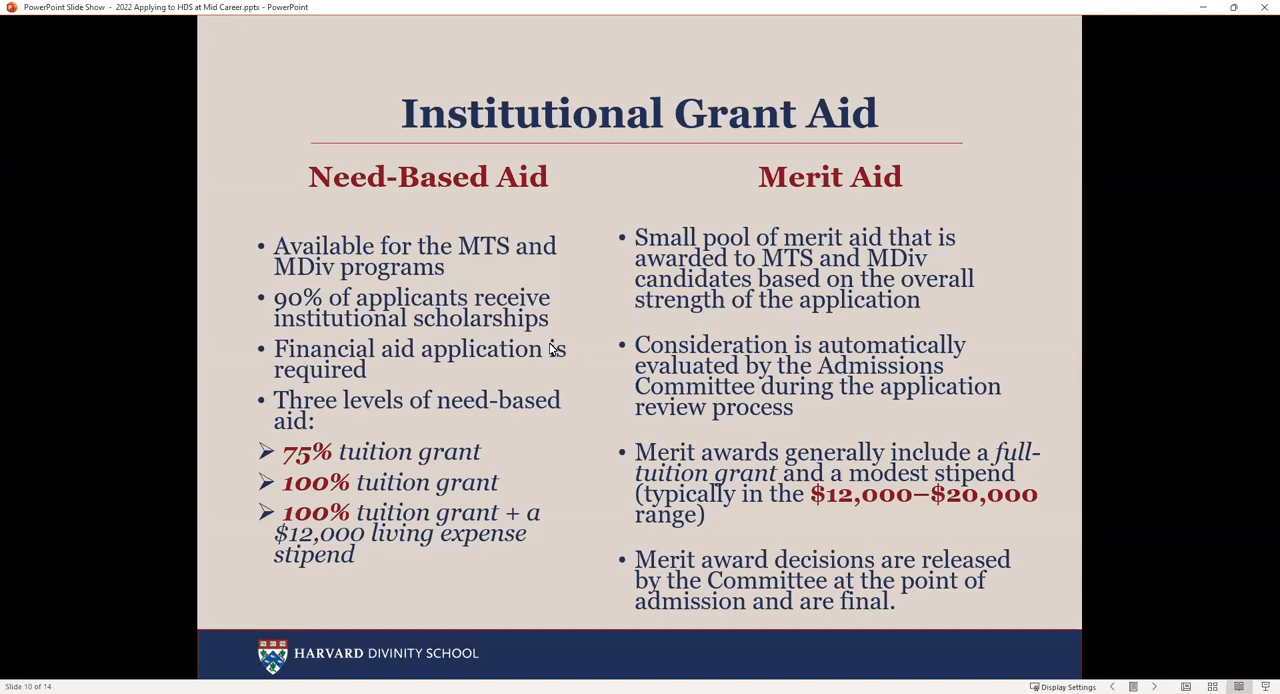 PowerPoint Slide Show - 2022 Applying to HDS at Mid Career.pptx - PowerPoint
Institutional Grant Aid
Need-Based Aid
• Available for the MTS and
MDiv programs
• 90% of applicants receive
institutional scholarships
• Financial aid application is
required
• Three levels of need-based
aid:
➢ 75% tuition grant
➢ 100% tuition grant
➢ 100% tuition grant + a
$12,000 living expense
stipend
Merit Aid
• Small pool of merit aid that is
awarded to MTS and MDiv
candidates based on the overall
strength of the application
• Consideration is automatically
evaluated by the Admissions
Committee during the application
review process
• Merit awards generally include a full-
tuition grant and a modest stipend
(typically in the $12,000–$20,000
range)
• Merit award decisions are released
by the Committee at the point of
admission and are final.
HARVARD DIVINITY SCHOOL
Slide 10 of 14
Display Settings